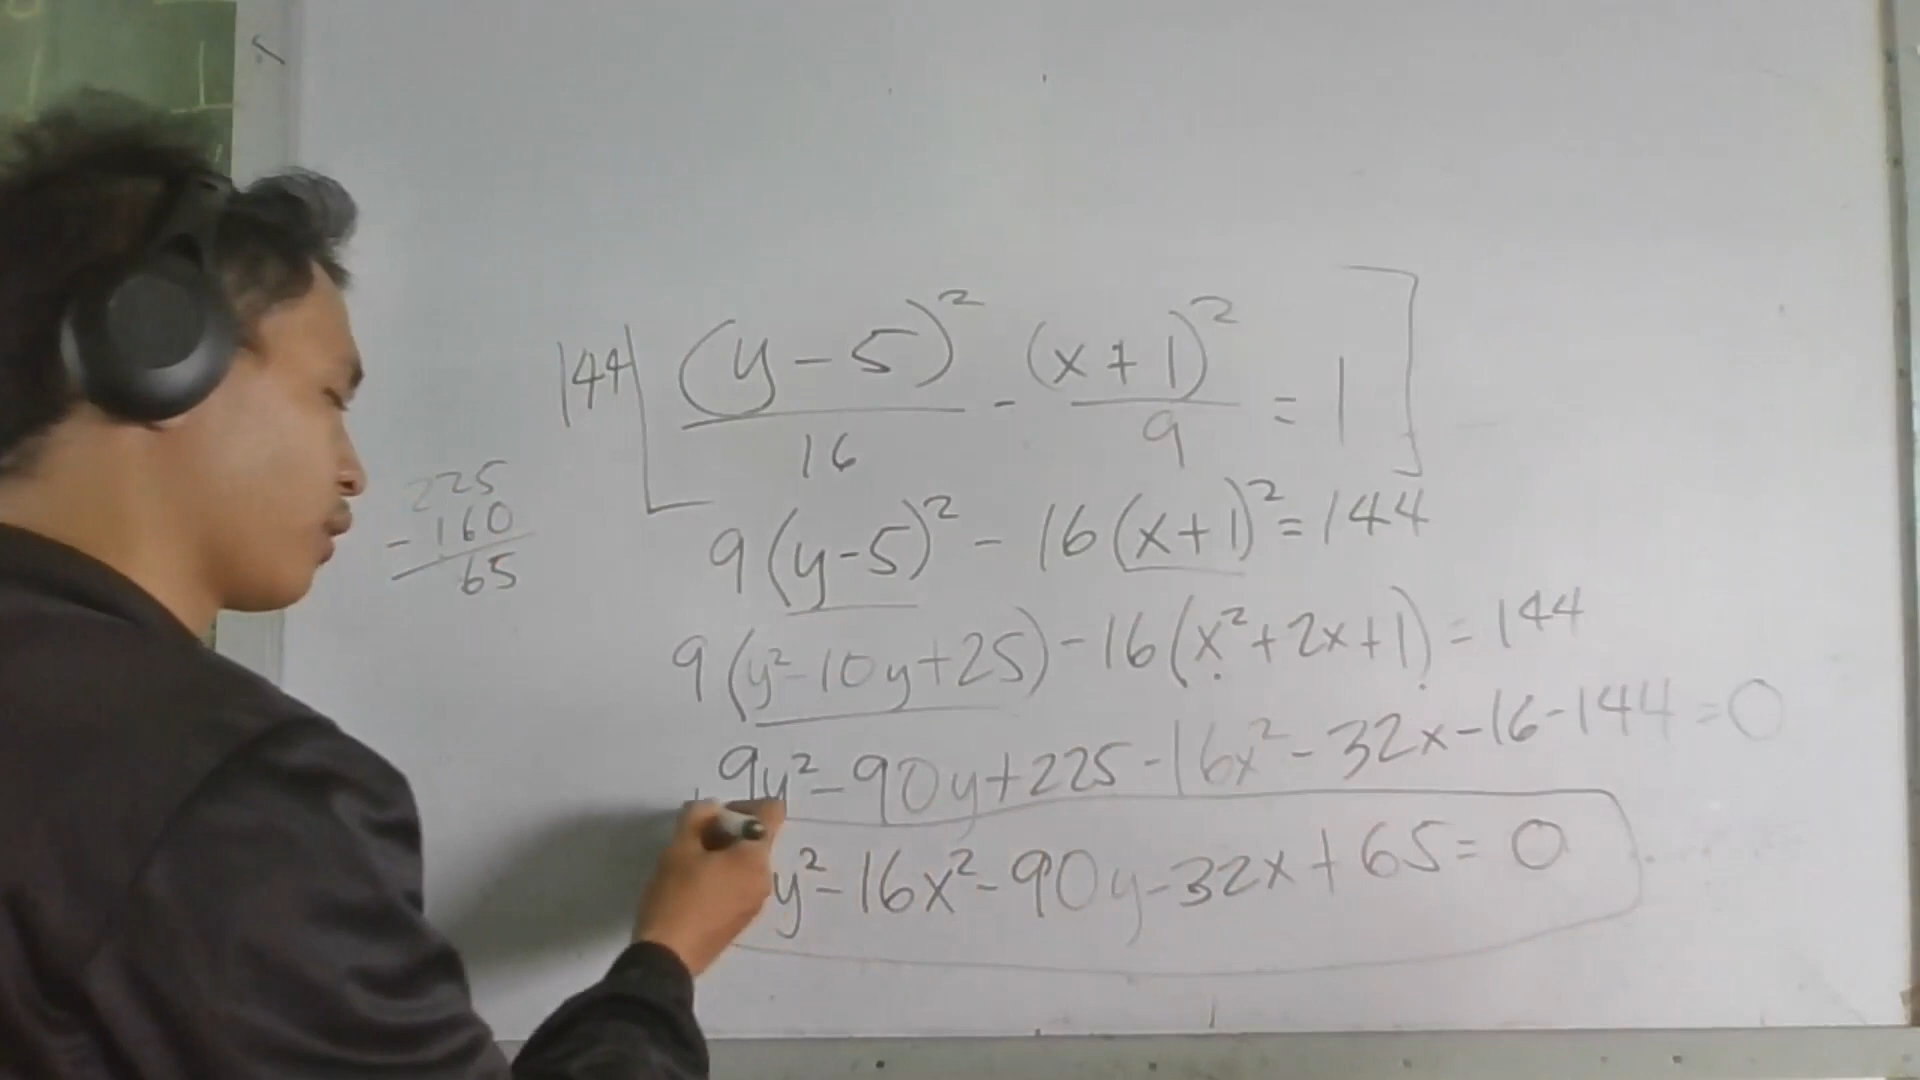 144[(y-5)²/16 - (x+1)²/9 = 1]
225
-160
65
9(y-5)² - 16(x+1)² = 144
9(y²-10y+25) - 16(x²+2x+1) = 144
9y² - 90y + 225 - 16x² - 32x - 16 - 144 = 0
y² - 16x² - 90y - 32x + 65 = 0